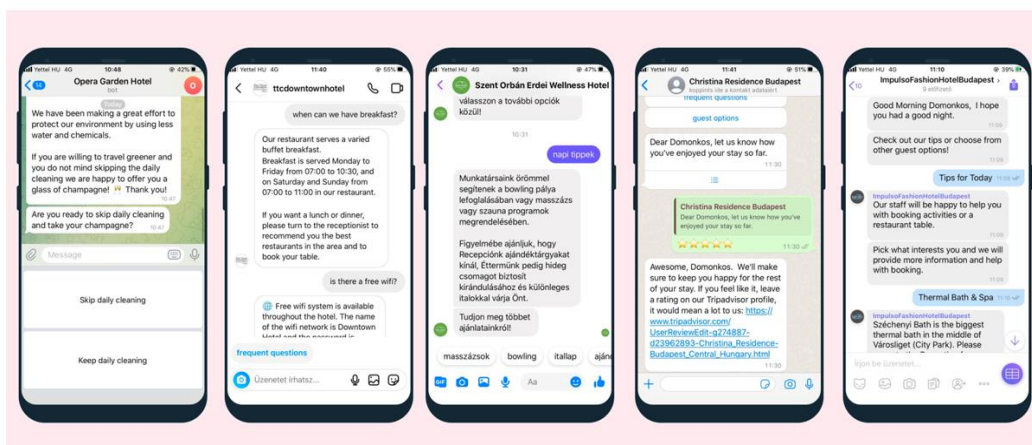 Yettel HU 4G 10:48 42%
14
Opera Garden Hotel
bot
Today
We have been making a great effort to
protect our environment by using less
water and chemicals.
If you are willing to travel greener and
you do not mind skipping the daily
cleaning we are happy to offer you a
glass of champagne! 🥂 Thank you!
10:47
Are you ready to skip daily cleaning
and take your champagne?
10:47
Message
Skip daily cleaning
Keep daily cleaning
Yettel HU 4G 11:40 55%
ttcdowntownhotel
when can we have breakfast?
Our restaurant serves a varied
buffet breakfast.
Breakfast is served Monday to
Friday from 07:00 to 10:30, and
on Saturday and Sunday from
07:00 to 11:00 in our restaurant.
If you want a lunch or dinner,
please turn to the receptionist to
recommend you the best
restaurants in the area and to
book your table.
is there a free wifi?
🌐 Free wifi system is available
throughout the hotel. The name
of the wifi network is Downtown
Hotel and the password is
frequent questions
Üzenetet írhatsz...
Yettel HU 4G 10:31 47%
Szent Orbán Erdei Wellness Hotel
válasszon a további opciók
közül!
10:31
napi tippek
Munkatársaink örömmel
segítenek a bowling pálya
lefoglalásában vagy masszázs
vagy szauna programok
megrendelésében.
Figyelmébe ajánljuk, hogy
Recepciónk ajándéktárgyakat
kínál, Éttermünk pedig hideg
csomagot biztosít
kirándulásához és különleges
italokkal várja Önt.
Tudjon meg többet
ajánlatainkról!
masszázsok bowling itallap aján
GIF
Aa
Yettel HU 4G 11:41 51%
Christina Residence Budapest
koppints ide a kontakt adataiért
frequent questions
guest options
Dear Domonkos, let us know how
you've enjoyed your stay so far.
11:30
Christina Residence Budapest
Dear Domonkos, let us know how you've
enjoyed your stay so far.
11:30
Awesome, Domonkos. We'll make
sure to keep you happy for the rest
of your stay. If you feel like it, leave
a rating on our Tripadvisor profile,
it would mean a lot to us: https://
www.tripadvisor.com/
UserReviewEdit-g274887-
d23962893-Christina_Residence-
Budapest_Central_Hungary.html
11:30
Yettel HU 4G 11:10 39%
10
ImpulsoFashionHotelBudapest
0 előfizető
Good Morning Domonkos, I hope
you had a good night.
11:09
Check out our tips or choose from
other guest options!
11:09
Tips for Today 11:09
ImpulsoFashionHotelBudapest
Our staff will be happy to help you
with booking activities or a
restaurant table.
11:09
Pick what interests you and we will
provide more information and help
with booking.
11:10
Thermal Bath & Spa 11:10
ImpulsoFashionHotelBudapest
Széchenyi Bath is the biggest
thermal bath in the middle of
Városliget (City Park). Please
Írjon be üzenetet...